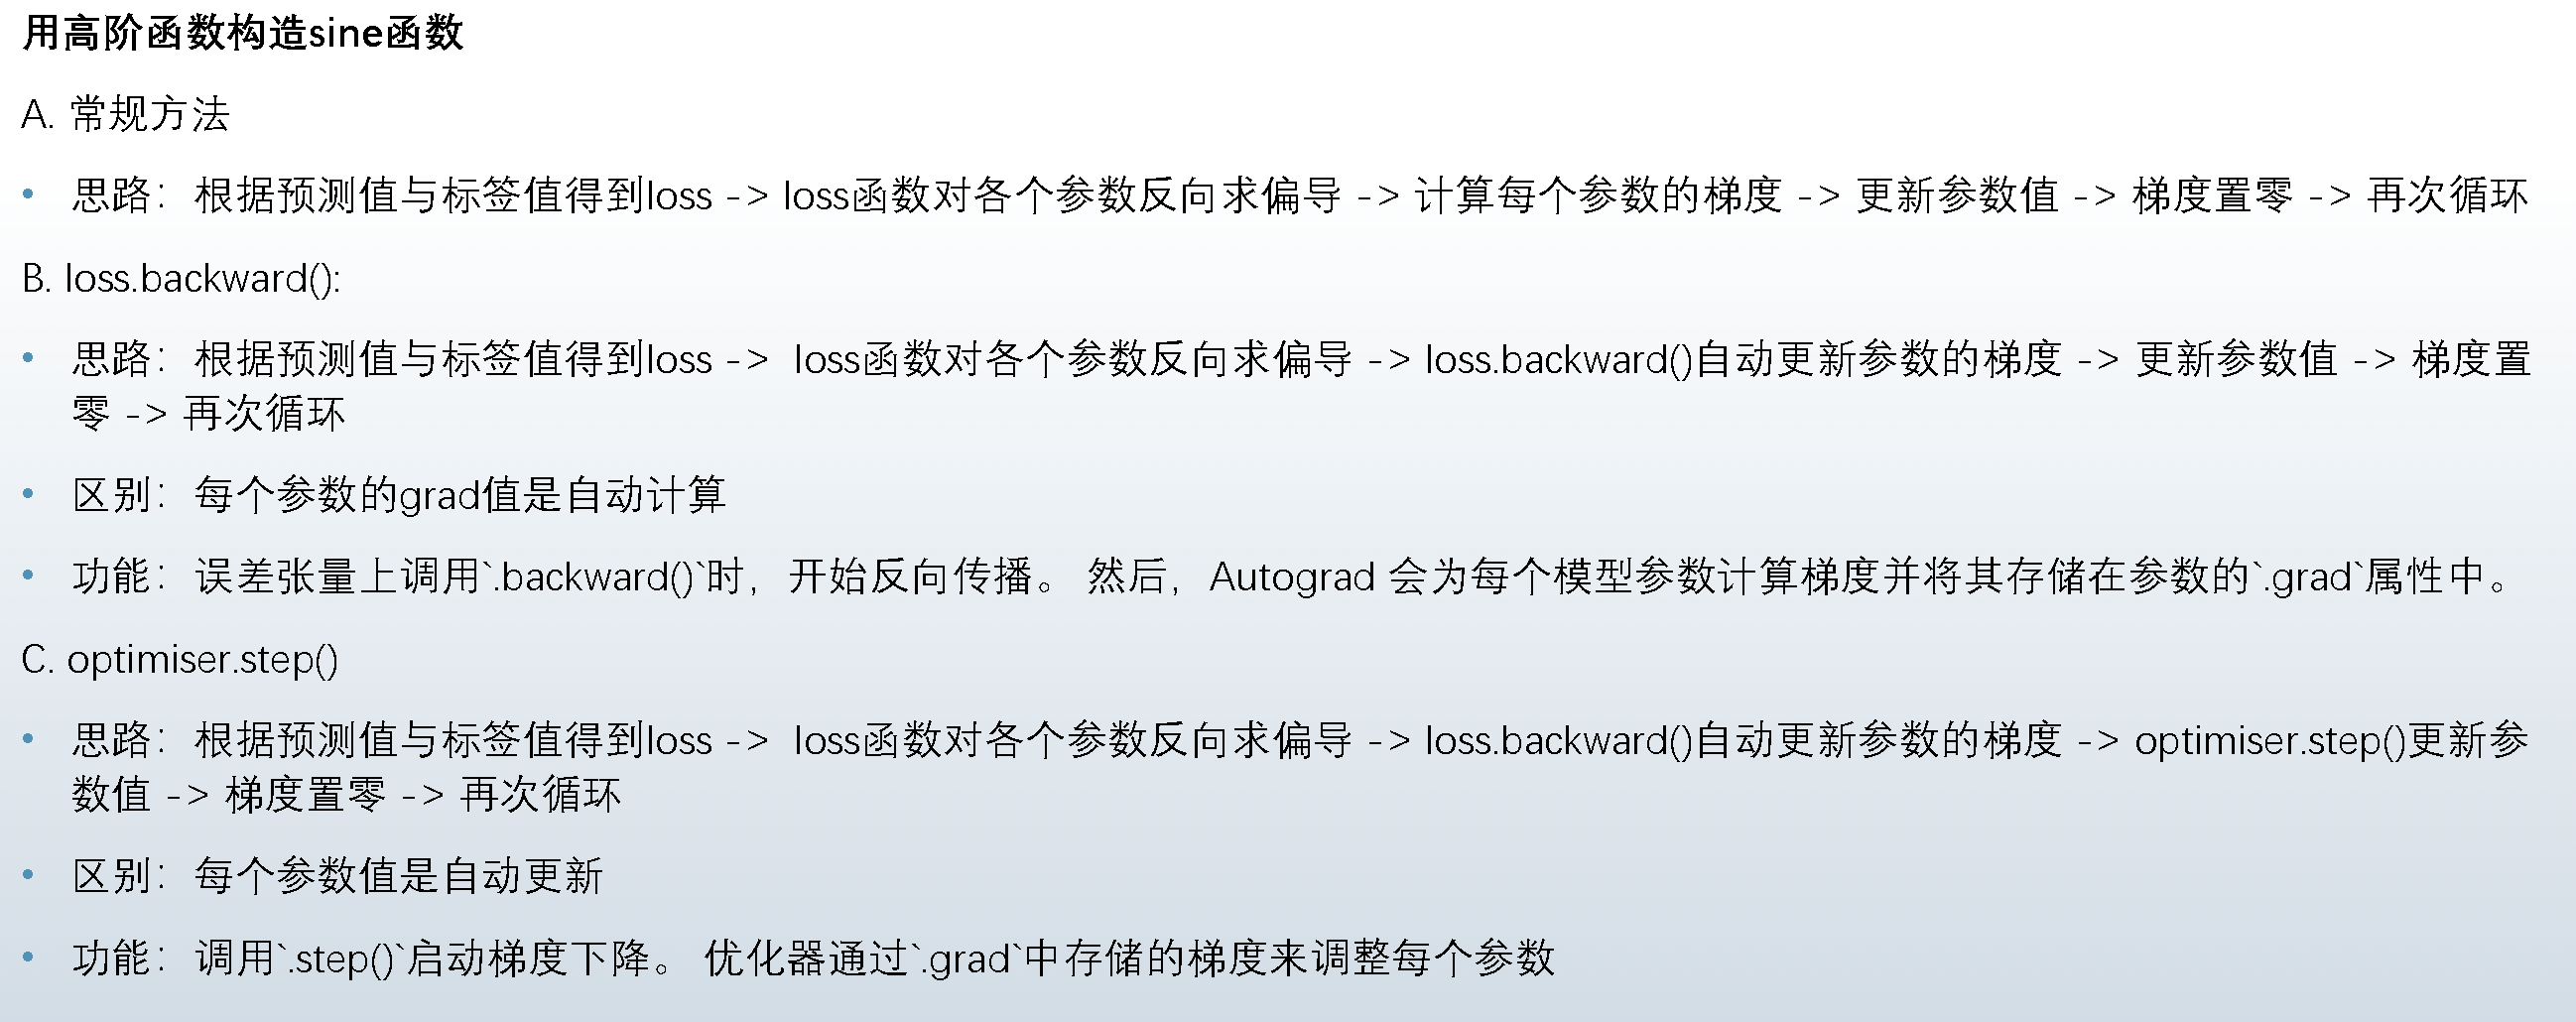 用高阶函数构造sine函数
A. 常规方法
• 思路：根据预测值与标签值得到loss -> loss函数对各个参数反向求偏导 -> 计算每个参数的梯度 -> 更新参数值 -> 梯度置零 -> 再次循环
B. loss.backward():
• 思路：根据预测值与标签值得到loss -> loss函数对各个参数反向求偏导 -> loss.backward()自动更新参数的梯度 -> 更新参数值 -> 梯度置
零 -> 再次循环
• 区别：每个参数的grad值是自动计算
• 功能：误差张量上调用`.backward()`时，开始反向传播。 然后，Autograd 会为每个模型参数计算梯度并将其存储在参数的`.grad`属性中。
C. optimiser.step()
• 思路：根据预测值与标签值得到loss -> loss函数对各个参数反向求偏导 -> loss.backward()自动更新参数的梯度 -> optimiser.step()更新参
数值 -> 梯度置零 -> 再次循环
• 区别：每个参数值是自动更新
• 功能：调用`.step()`启动梯度下降。 优化器通过`.grad`中存储的梯度来调整每个参数